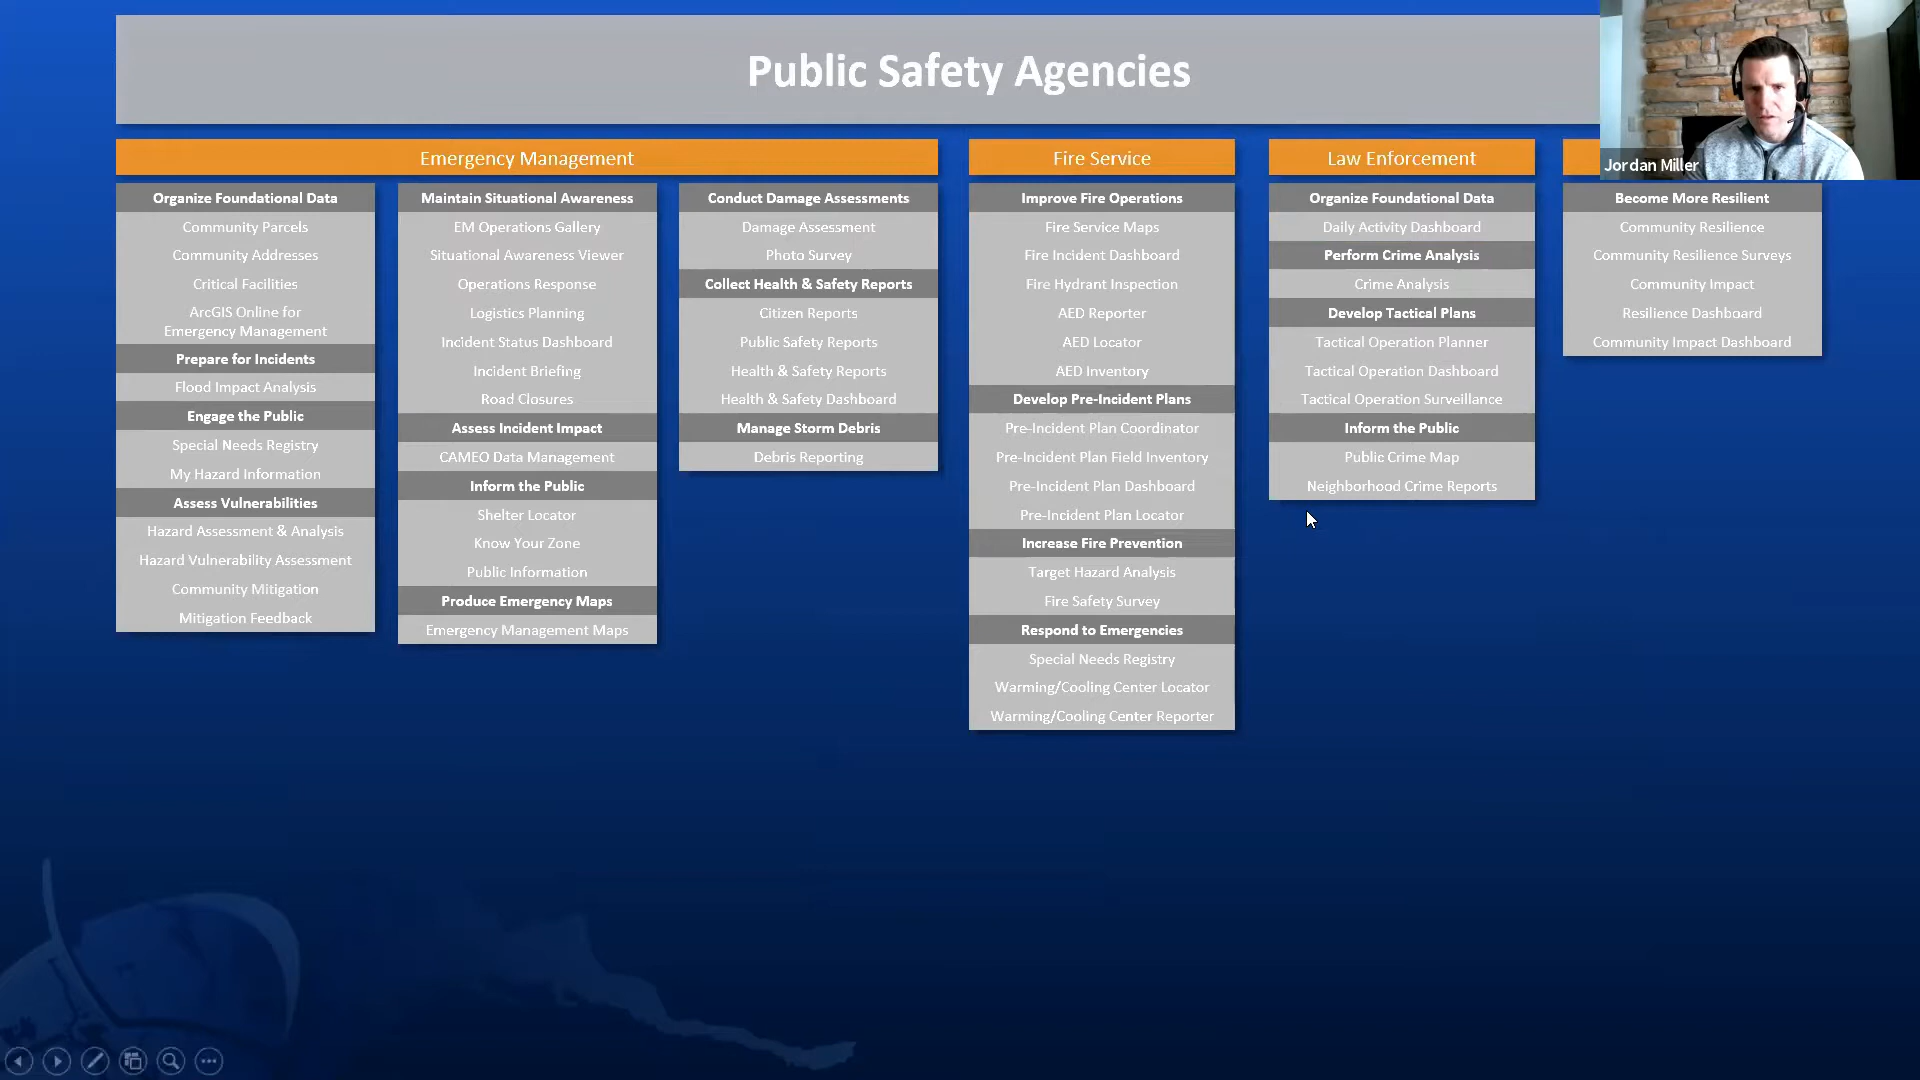 Public Safety Agencies
Jordan Miller
Emergency Management
Organize Foundational Data
Community Parcels
Community Addresses
Critical Facilities
ArcGIS Online for
Emergency Management
Prepare for Incidents
Flood Impact Analysis
Engage the Public
Special Needs Registry
My Hazard Information
Assess Vulnerabilities
Hazard Assessment & Analysis
Hazard Vulnerability Assessment
Community Mitigation
Mitigation Feedback
Maintain Situational Awareness
EM Operations Gallery
Situational Awareness Viewer
Operations Response
Logistics Planning
Incident Status Dashboard
Incident Briefing
Road Closures
Assess Incident Impact
CAMEO Data Management
Inform the Public
Shelter Locator
Know Your Zone
Public Information
Produce Emergency Maps
Emergency Management Maps
Conduct Damage Assessments
Damage Assessment
Photo Survey
Collect Health & Safety Reports
Citizen Reports
Public Safety Reports
Health & Safety Reports
Health & Safety Dashboard
Manage Storm Debris
Debris Reporting
Fire Service
Improve Fire Operations
Fire Service Maps
Fire Incident Dashboard
Fire Hydrant Inspection
AED Reporter
AED Locator
AED Inventory
Develop Pre-Incident Plans
Pre-Incident Plan Coordinator
Pre-Incident Plan Field Inventory
Pre-Incident Plan Dashboard
Pre-Incident Plan Locator
Increase Fire Prevention
Target Hazard Analysis
Fire Safety Survey
Respond to Emergencies
Special Needs Registry
Warming/Cooling Center Locator
Warming/Cooling Center Reporter
Law Enforcement
Organize Foundational Data
Daily Activity Dashboard
Perform Crime Analysis
Crime Analysis
Develop Tactical Plans
Tactical Operation Planner
Tactical Operation Dashboard
Tactical Operation Surveillance
Inform the Public
Public Crime Map
Neighborhood Crime Reports
Become More Resilient
Community Resilience
Community Resilience Surveys
Community Impact
Resilience Dashboard
Community Impact Dashboard